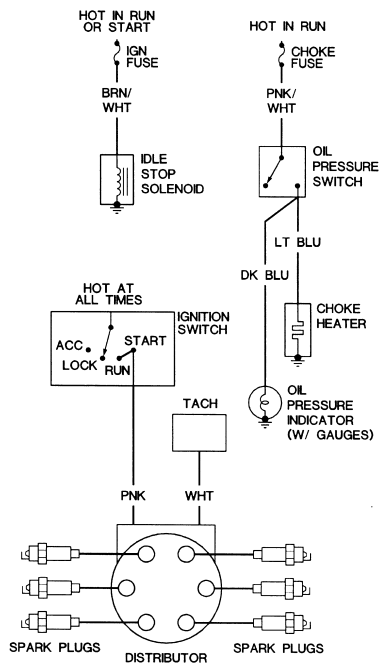 HOT IN RUN
OR START
IGN
FUSE
BRN/
WHT
IDLE
STOP
SOLENOID
HOT IN RUN
CHOKE
FUSE
PNK/
WHT
OIL
PRESSURE
SWITCH
LT BLU
DK BLU
CHOKE
HEATER
OIL
PRESSURE
INDICATOR
(W/ GAUGES)
HOT AT
ALL TIMES
IGNITION
SWITCH
ACC
LOCK
RUN
START
TACH
PNK
WHT
SPARK PLUGS
DISTRIBUTOR
SPARK PLUGS